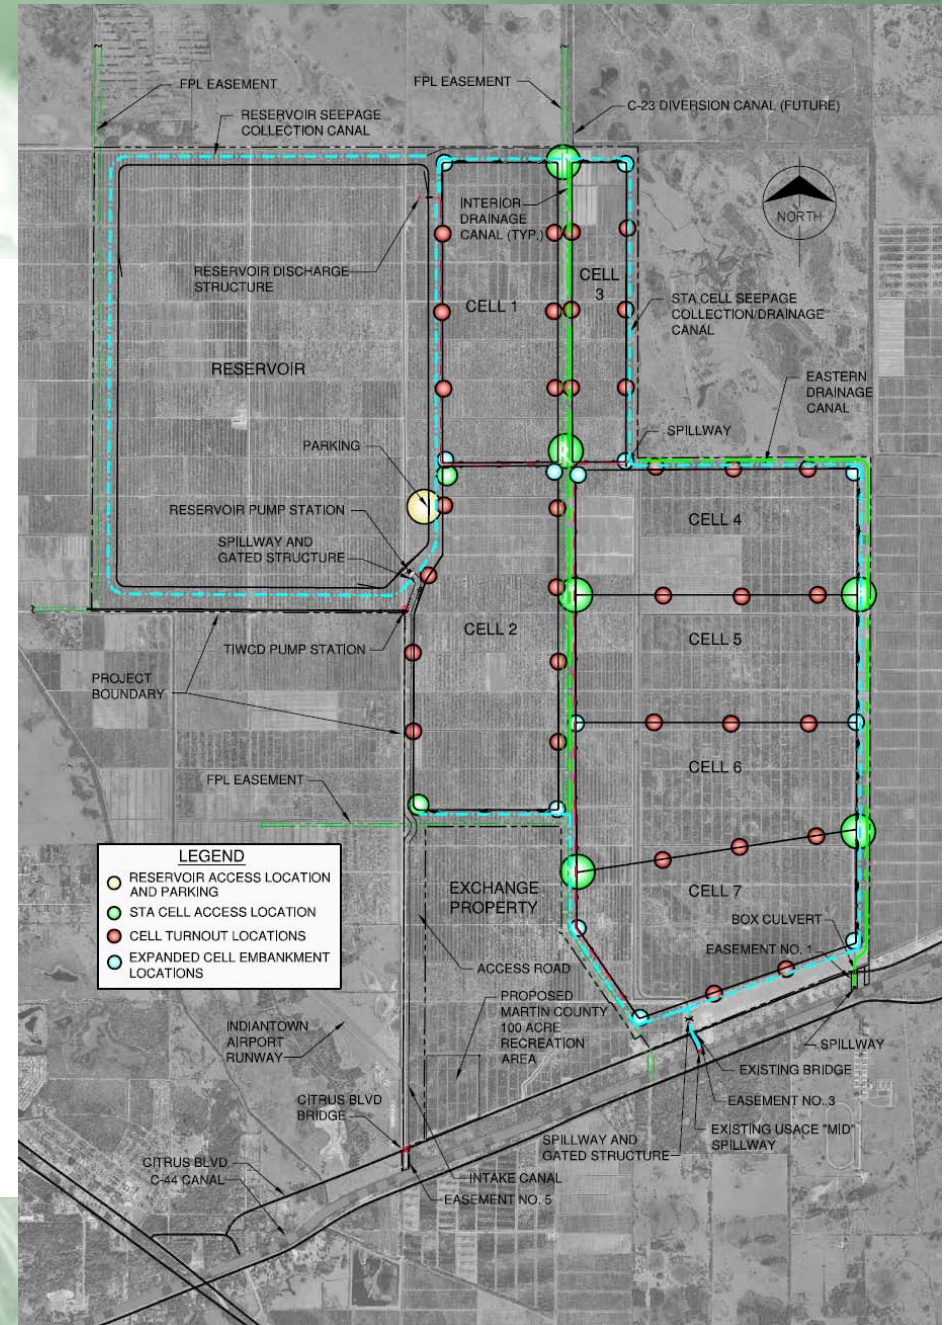 FPL EASEMENT
FPL EASEMENT
C-23 DIVERSION CANAL (FUTURE)
RESERVOIR SEEPAGE
COLLECTION CANAL
NORTH
INTERIOR
DRAINAGE
CANAL (TYP.)
RESERVOIR DISCHARGE
STRUCTURE
CELL
3
CELL 1
STA CELL SEEPAGE
COLLECTION/DRAINAGE
CANAL
RESERVOIR
EASTERN
DRAINAGE
CANAL
SPILLWAY
PARKING
RESERVOIR PUMP STATION
CELL 4
SPILLWAY AND
GATED STRUCTURE
CELL 2
CELL 5
TIWCD PUMP STATION
PROJECT
BOUNDARY
CELL 6
FPL EASEMENT
LEGEND
RESERVOIR ACCESS LOCATION
AND PARKING
STA CELL ACCESS LOCATION
CELL TURNOUT LOCATIONS
EXPANDED CELL EMBANKMENT
LOCATIONS
EXCHANGE
PROPERTY
CELL 7
BOX CULVERT
EASEMENT NO. 1
ACCESS ROAD
PROPOSED
MARTIN COUNTY
100 ACRE
RECREATION
AREA
INDIANTOWN
AIRPORT
RUNWAY
SPILLWAY
EXISTING BRIDGE
CITRUS BLVD
BRIDGE
EASEMENT NO. 3
EXISTING USACE "MID"
SPILLWAY
SPILLWAY AND
GATED STRUCTURE
CITRUS BLVD
C-44 CANAL
INTAKE CANAL
EASEMENT NO. 5